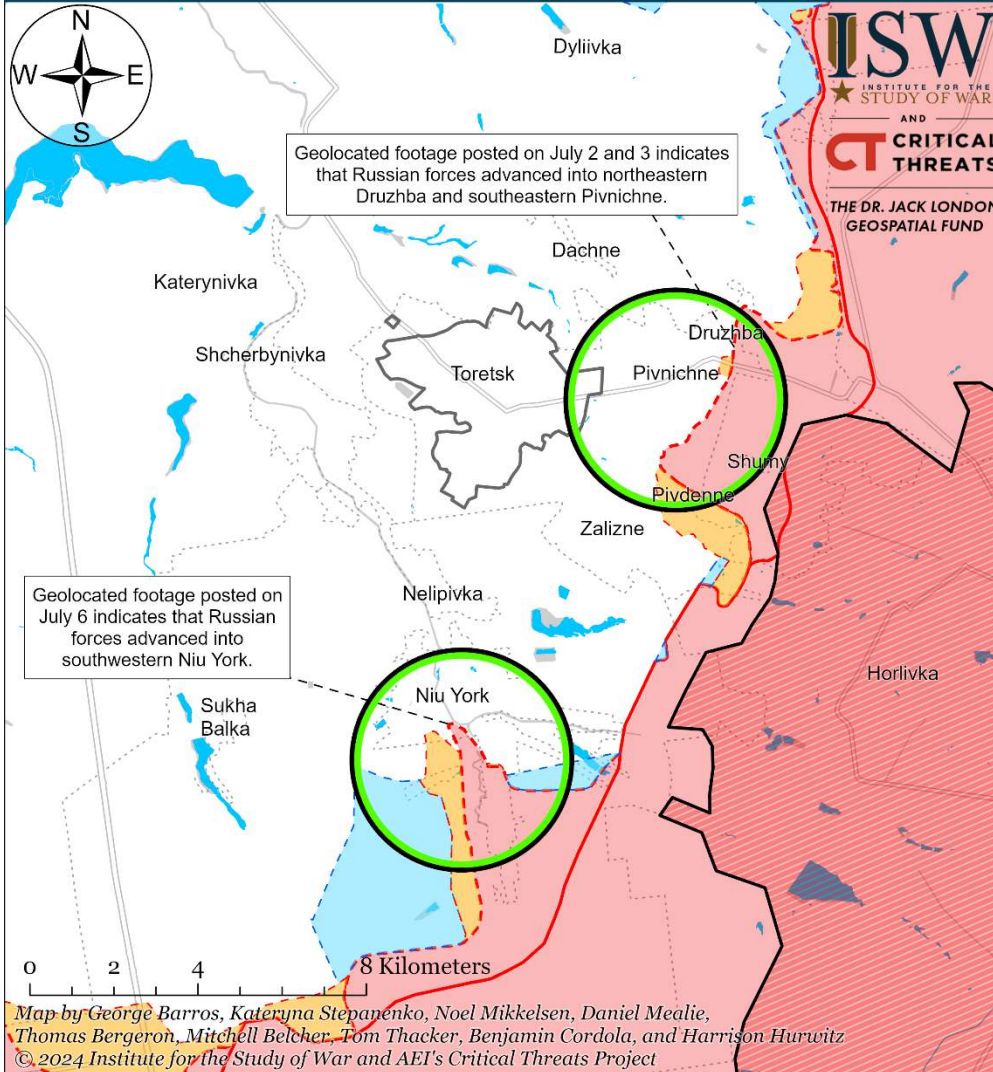 N
W E
S
ISW
INSTITUTE FOR THE
STUDY OF WAR
AND
CT CRITICAL
THREATS
THE DR. JACK LONDON
GEOSPATIAL FUND
Dyliivka
Geolocated footage posted on July 2 and 3 indicates
that Russian forces advanced into northeastern
Druzhba and southeastern Pivnichne.
Dachne
Katerynivka
Druzhba
Shcherbynivka
Toretsk
Pivnichne
Shumy
Pivdenne
Zalizne
Nelipivka
Geolocated footage posted on
July 6 indicates that Russian
forces advanced into
southwestern Niu York.
Horlivka
Niu York
Sukha
Balka
0 2 4 8 Kilometers
Map by George Barros, Kateryna Stepanenko, Noel Mikkelsen, Daniel Mealie,
Thomas Bergeron, Mitchell Belcher, Tom Thacker, Benjamin Cordola, and Harrison Hurwitz
© 2024 Institute for the Study of War and AEI's Critical Threats Project